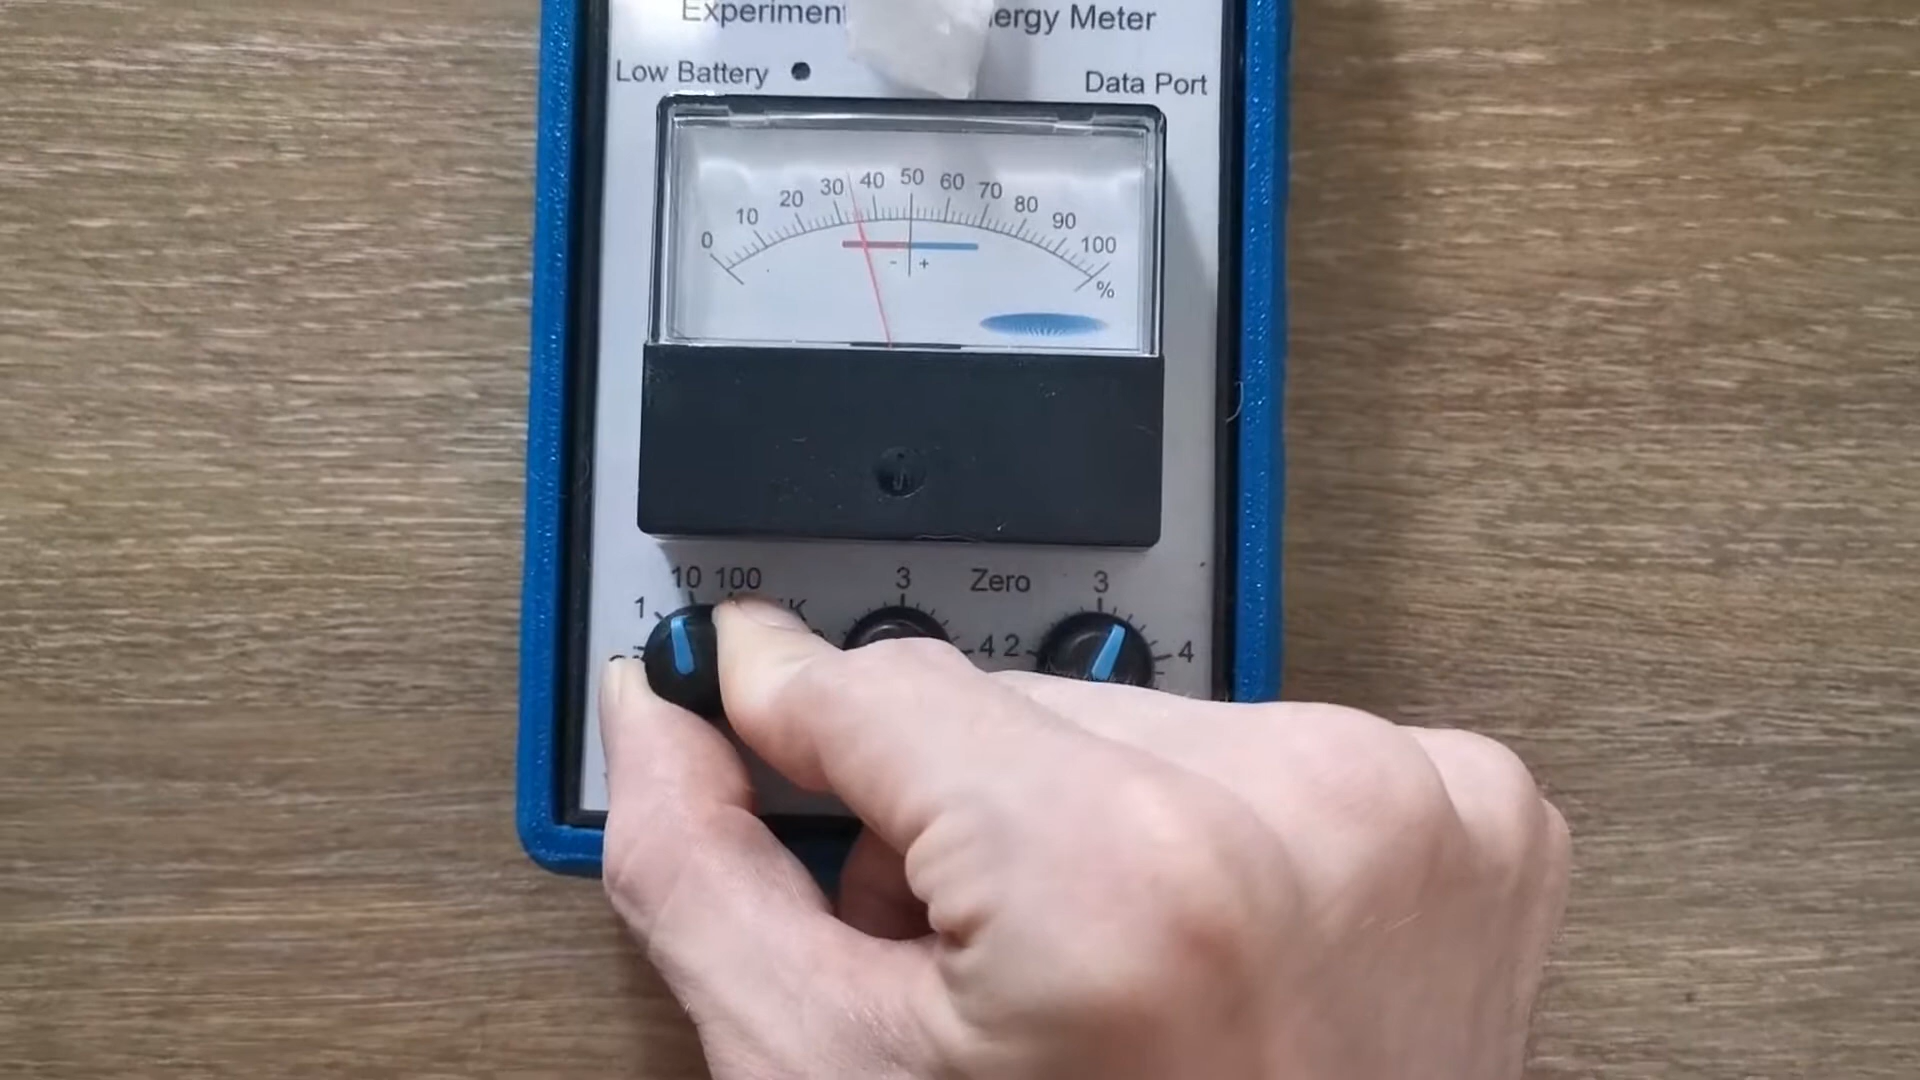 Experiment ergy Meter
Low Battery
Data Port
0 10 20 30 40 50 60 70 80 90 100
%
- +
10 100 3 Zero 3
1 K
4 2 4